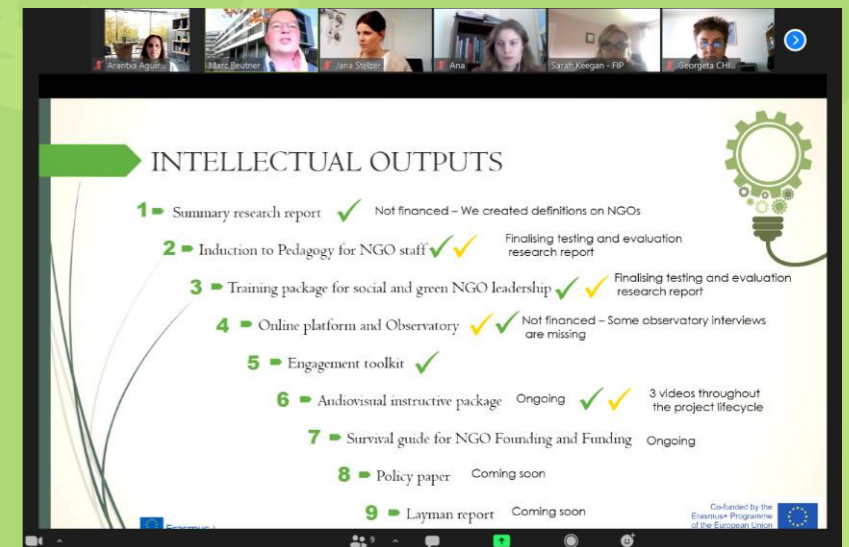 Arantxa Aguir...
Marc Beutner
Jana Stelzer
Ana
Sarah Keegan - FIP
Georgeta CHI...
INTELLECTUAL OUTPUTS
1 Summary research report Not financed – We created definitions on NGOs
2 Induction to Pedagogy for NGO staff Finalising testing and evaluation
research report
3 Training package for social and green NGO leadership Finalising testing and evaluation
research report
4 Online platform and Observatory Not financed – Some observatory interviews
are missing
5 Engagement toolkit
6 Audiovisual instructive package Ongoing 3 videos throughout
the project lifecycle
7 Survival guide for NGO Founding and Funding Ongoing
8 Policy paper Coming soon
9 Layman report Coming soon
Erasmus+
Co-funded by the
Erasmus+ Programme
of the European Union
9